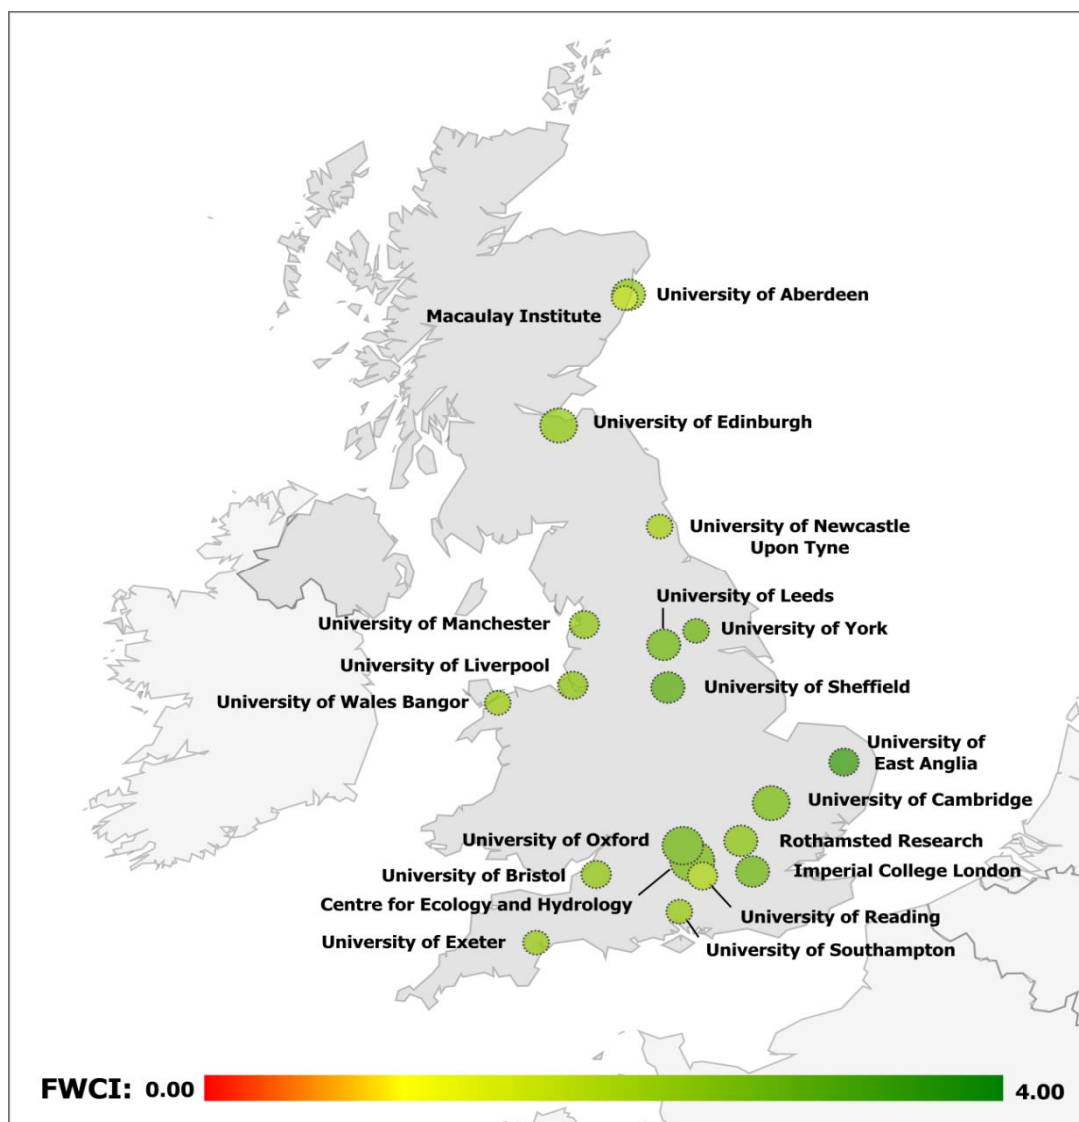 University of Aberdeen
Macaulay Institute
University of Edinburgh
University of Newcastle
Upon Tyne
University of Leeds
University of Manchester
University of York
University of Liverpool
University of Sheffield
University of Wales Bangor
University of
East Anglia
University of Cambridge
University of Oxford
Rothamsted Research
University of Bristol
Imperial College London
Centre for Ecology and Hydrology
University of Reading
University of Exeter
University of Southampton
FWCI: 0.00 4.00